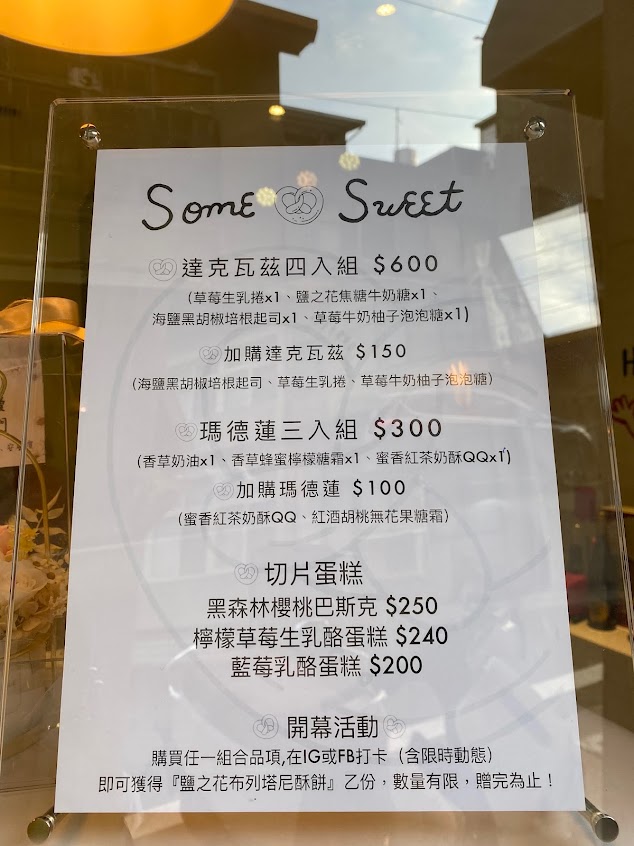 Some Sweet
達克瓦茲四入組 $600
(草莓生乳捲x1、鹽之花焦糖牛奶糖x1、
海鹽黑胡椒培根起司x1、草莓牛奶柚子泡泡糖x1)
加購達克瓦茲 $150
(海鹽黑胡椒培根起司、草莓生乳捲、草莓牛奶柚子泡泡糖)
瑪德蓮三入組 $300
(香草奶油x1、香草蜂蜜檸檬糖霜x1、蜜香紅茶奶酥QQx1)
加購瑪德蓮 $100
(蜜香紅茶奶酥QQ、紅酒胡桃無花果糖霜)
切片蛋糕
黑森林櫻桃巴斯克 $250
檸檬草莓生乳酪蛋糕 $240
藍莓乳酪蛋糕 $200
開幕活動
購買任一組合品項,在IG或FB打卡（含限時動態）
即可獲得『鹽之花布列塔尼酥餅』乙份，數量有限，贈完為止！